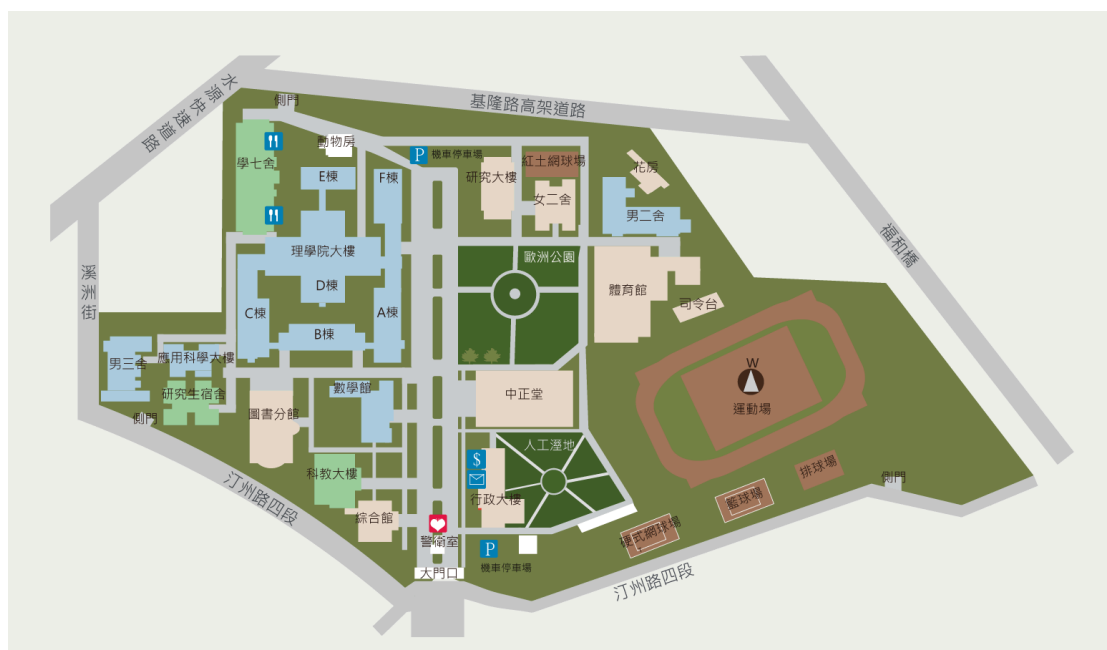 水源快速道路
側門
基隆路高架道路
動物房
P 機車停車場
學七舍
E棟
F棟
研究大樓
紅土網球場
花房
女二舍
男二舍
福和橋
理學院大樓
歐洲公園
溪洲街
D棟
體育館
C棟
A棟
司令台
B棟
男三舍
應用科學大樓
W
研究生宿舍
數學館
中正堂
運動場
側門
圖書分館
人工溼地
科教大樓
$
排球場
側門
汀州路四段
行政大樓
籃球場
綜合館
硬式網球場
警衛室
P
機車停車場
大門口
汀州路四段